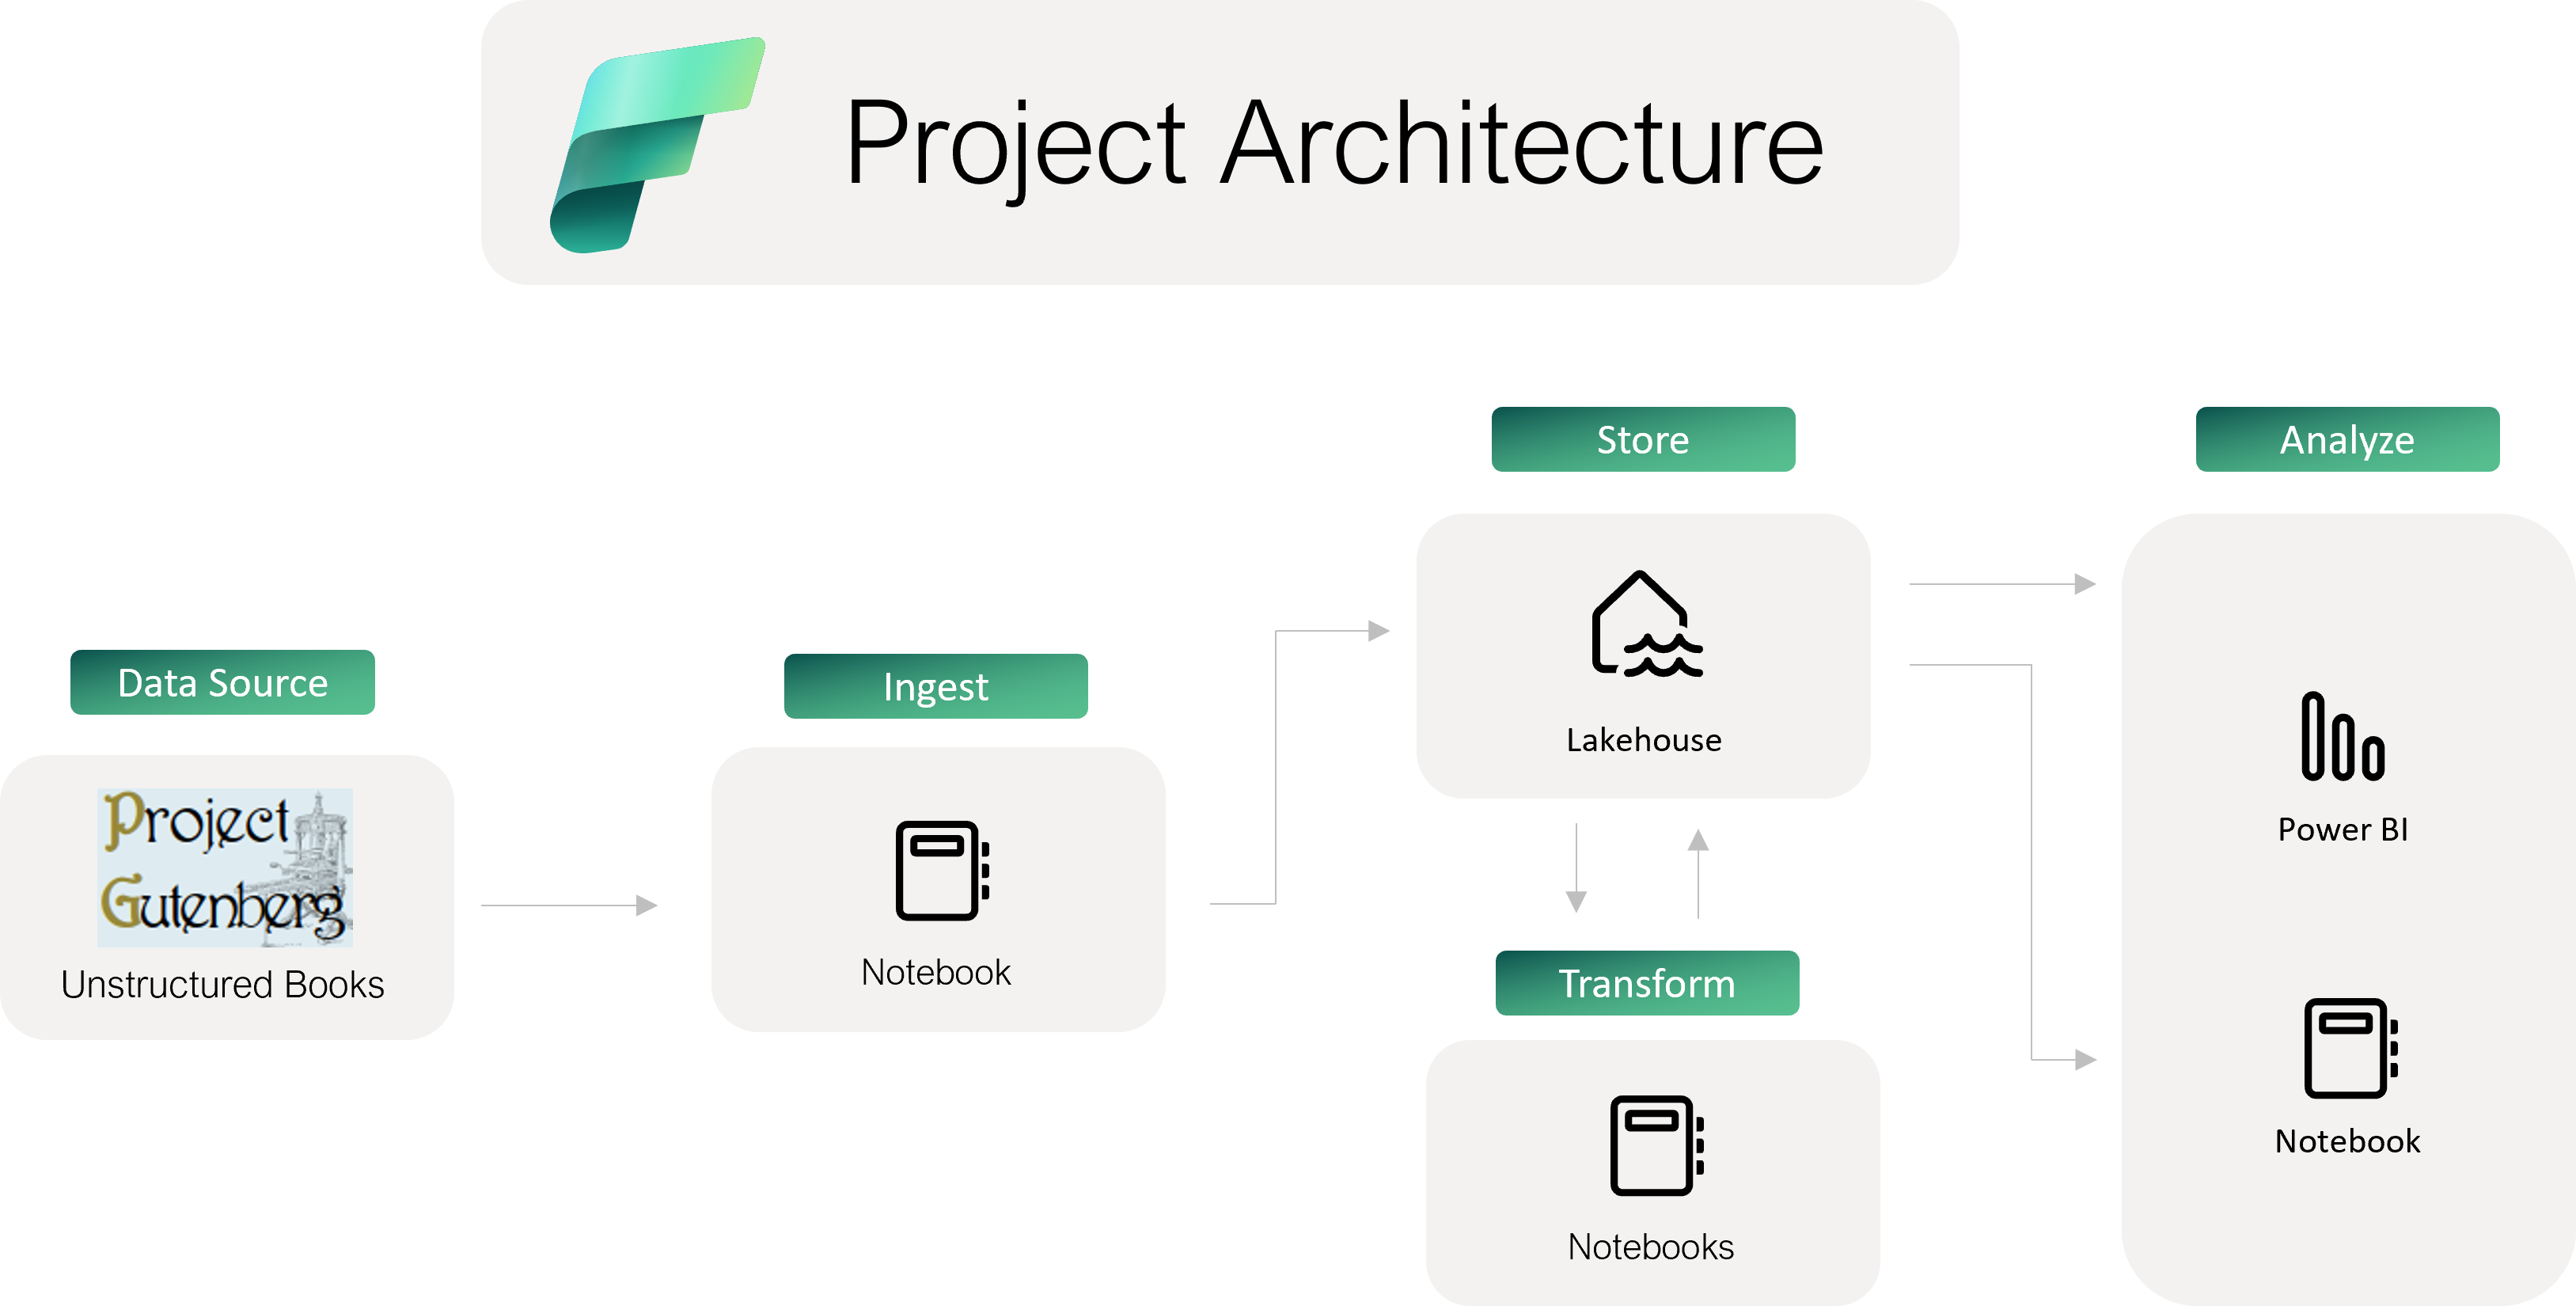 Project Architecture
Data Source
Project
Gutenberg
Unstructured Books
Ingest
Notebook
Store
Lakehouse
Transform
Notebooks
Analyze
Power BI
Notebook